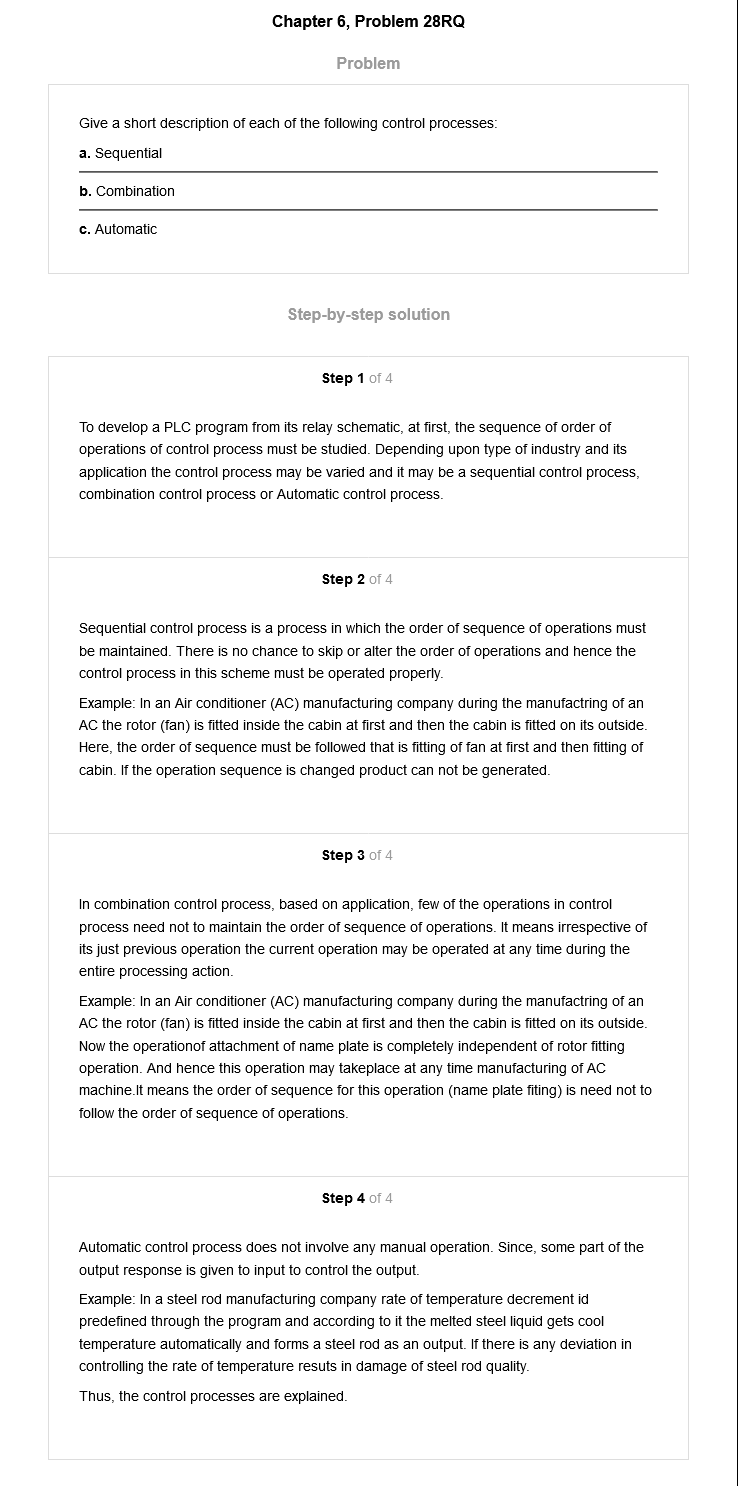 Chapter 6, Problem 28RQ
Problem
Give a short description of each of the following control processes:
a. Sequential
b. Combination
c. Automatic
Step-by-step solution
Step 1 of 4
To develop a PLC program from its relay schematic, at first, the sequence of order of
operations of control process must be studied. Depending upon type of industry and its
application the control process may be varied and it may be a sequential control process,
combination control process or Automatic control process.
Step 2 of 4
Sequential control process is a process in which the order of sequence of operations must
be maintained. There is no chance to skip or alter the order of operations and hence the
control process in this scheme must be operated properly.
Example: In an Air conditioner (AC) manufacturing company during the manufactring of an
AC the rotor (fan) is fitted inside the cabin at first and then the cabin is fitted on its outside.
Here, the order of sequence must be followed that is fitting of fan at first and then fitting of
cabin. If the operation sequence is changed product can not be generated.
Step 3 of 4
In combination control process, based on application, few of the operations in control
process need not to maintain the order of sequence of operations. It means irrespective of
its just previous operation the current operation may be operated at any time during the
entire processing action.
Example: In an Air conditioner (AC) manufacturing company during the manufactring of an
AC the rotor (fan) is fitted inside the cabin at first and then the cabin is fitted on its outside.
Now the operationof attachment of name plate is completely independent of rotor fitting
operation. And hence this operation may takeplace at any time manufacturing of AC
machine.It means the order of sequence for this operation (name plate fiting) is need not to
follow the order of sequence of operations.
Step 4 of 4
Automatic control process does not involve any manual operation. Since, some part of the
output response is given to input to control the output.
Example: In a steel rod manufacturing company rate of temperature decrement id
predefined through the program and according to it the melted steel liquid gets cool
temperature automatically and forms a steel rod as an output. If there is any deviation in
controlling the rate of temperature resuts in damage of steel rod quality.
Thus, the control processes are explained.